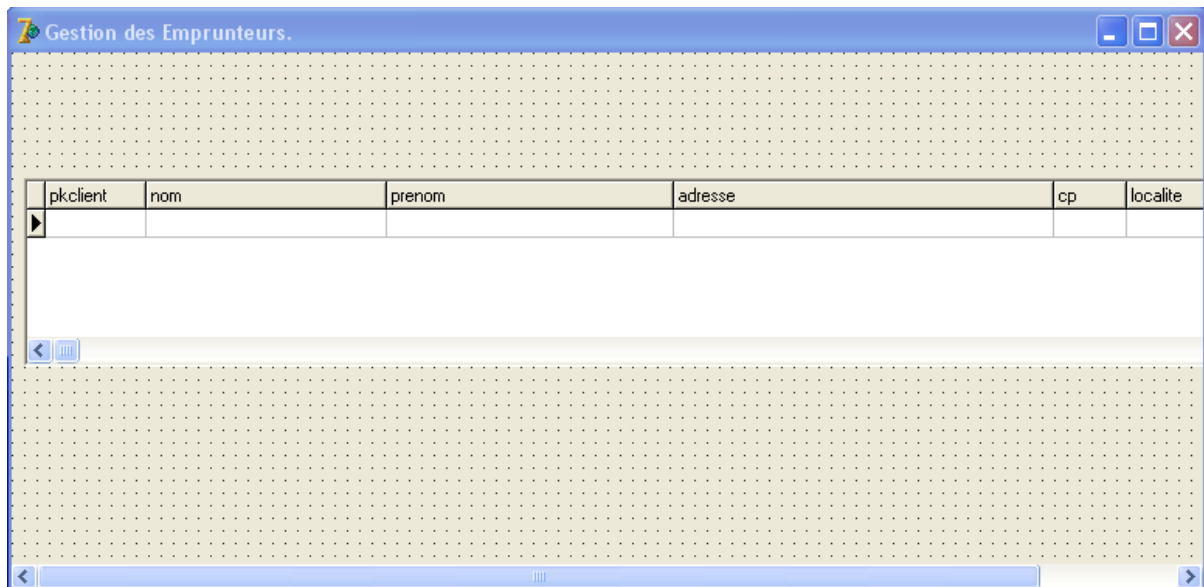 Gestion des Emprunteurs.
pkclient nom prenom adresse cp localite